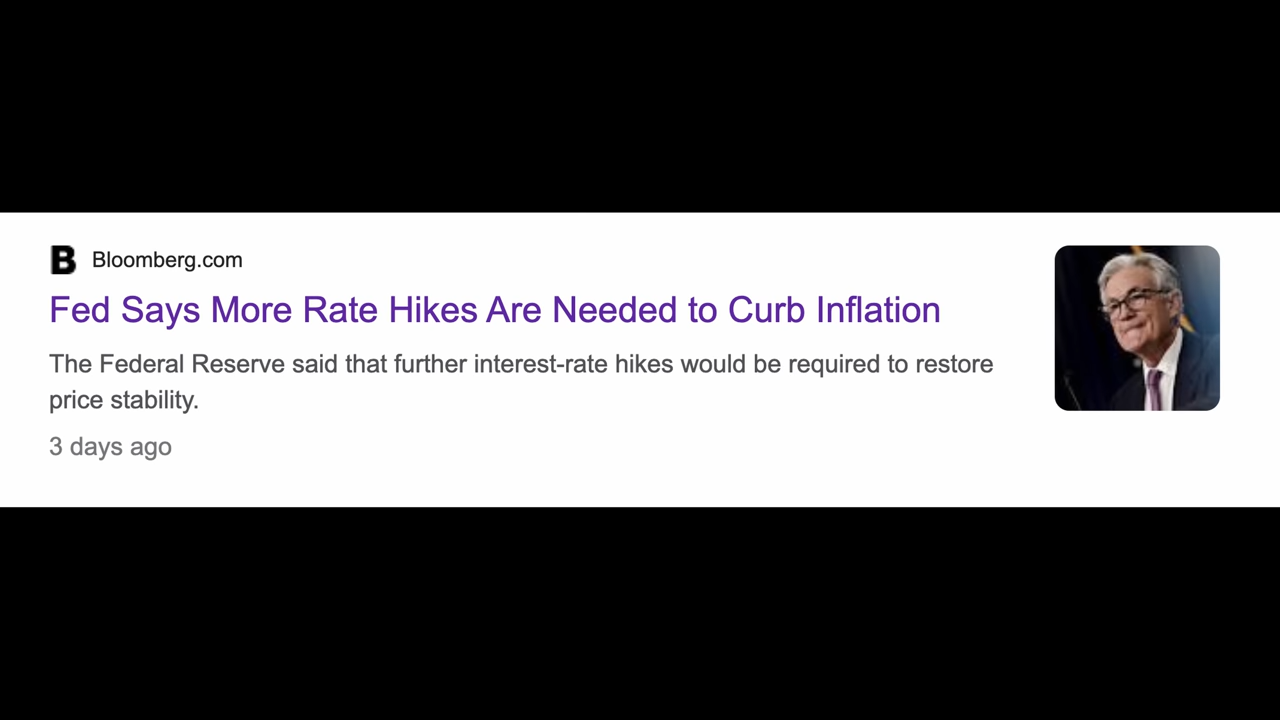 B Bloomberg.com
Fed Says More Rate Hikes Are Needed to Curb Inflation
The Federal Reserve said that further interest-rate hikes would be required to restore
price stability.
3 days ago